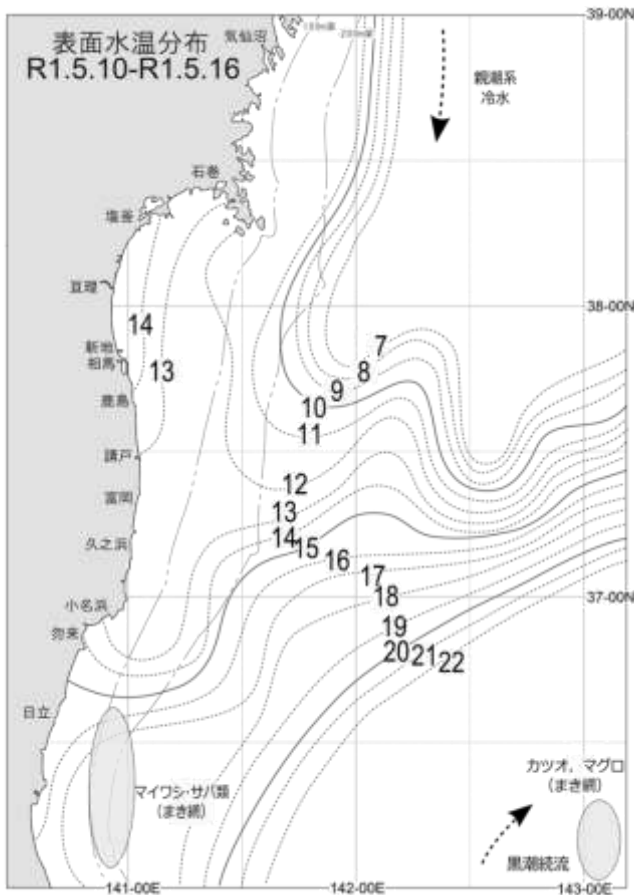 表面水温分布
R1.5.10-R1.5.16
39-00N
気仙沼
親潮系
冷水
石巻
塩釜
亘理
38-00N
14
新地
相馬
13
7
8
9
10
鹿島
11
請戸
12
富岡
13
14
久之浜
15
16
17
18
小名浜
37-00N
勿来
19
20
21
22
日立
マイワシ・サバ類
(まき網)
カツオ，マグロ
(まき網)
黒潮続流
141-00E
142-00E
143-00E